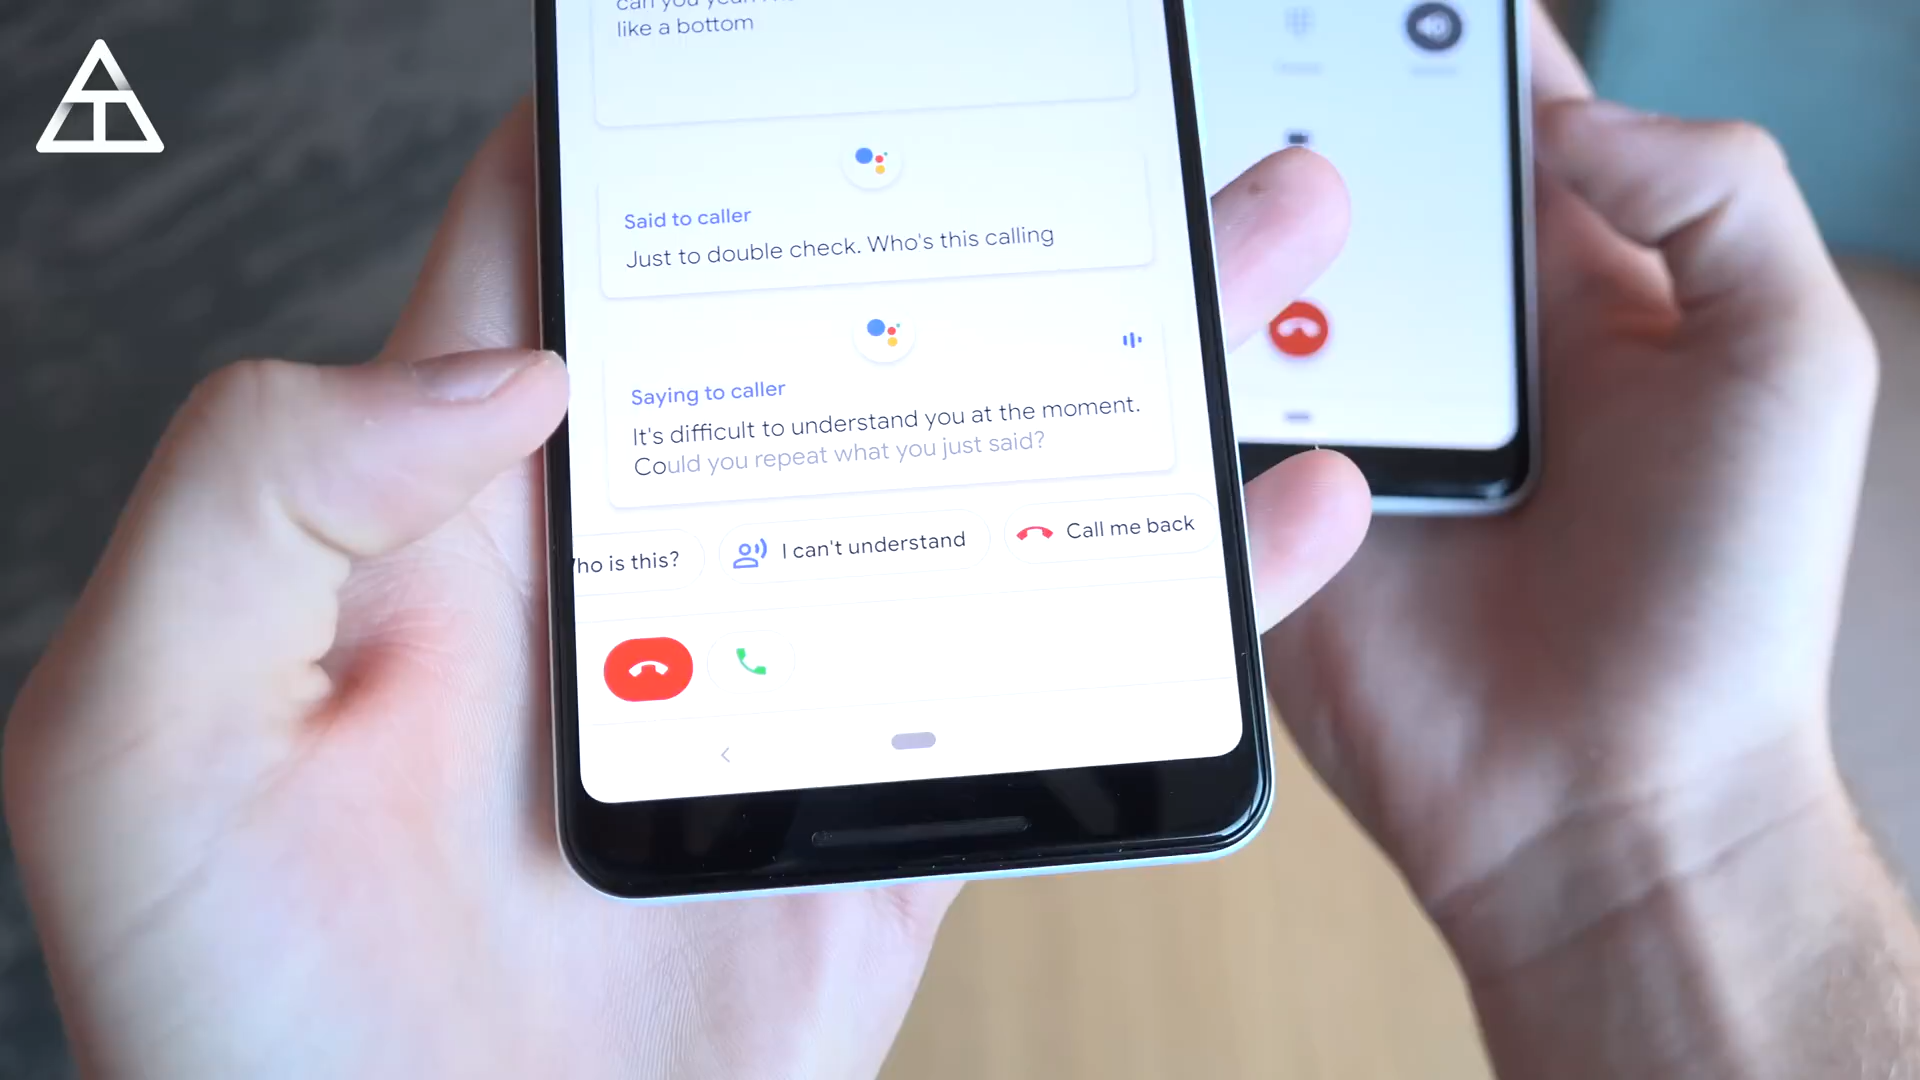 like a bottom
Said to caller
Just to double check. Who's this calling
Saying to caller
It's difficult to understand you at the moment.
Could you repeat what you just said?
ho is this?
I can't understand
Call me back